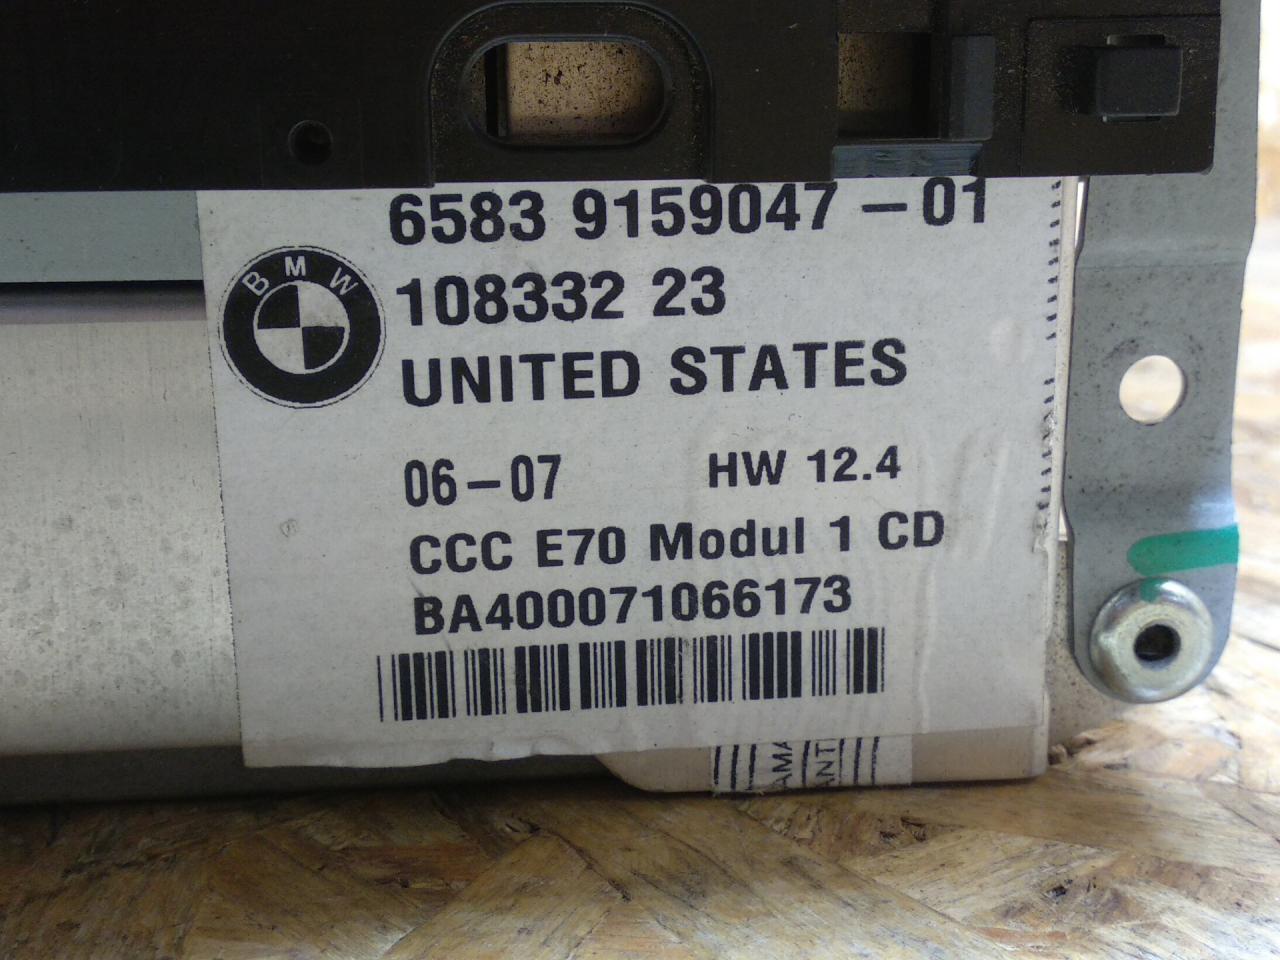 6583 9159047 - 01
BMW
108332 23
UNITED STATES
06-07 HW 12.4
CCC E70 Modul 1 CD
BA400071066173